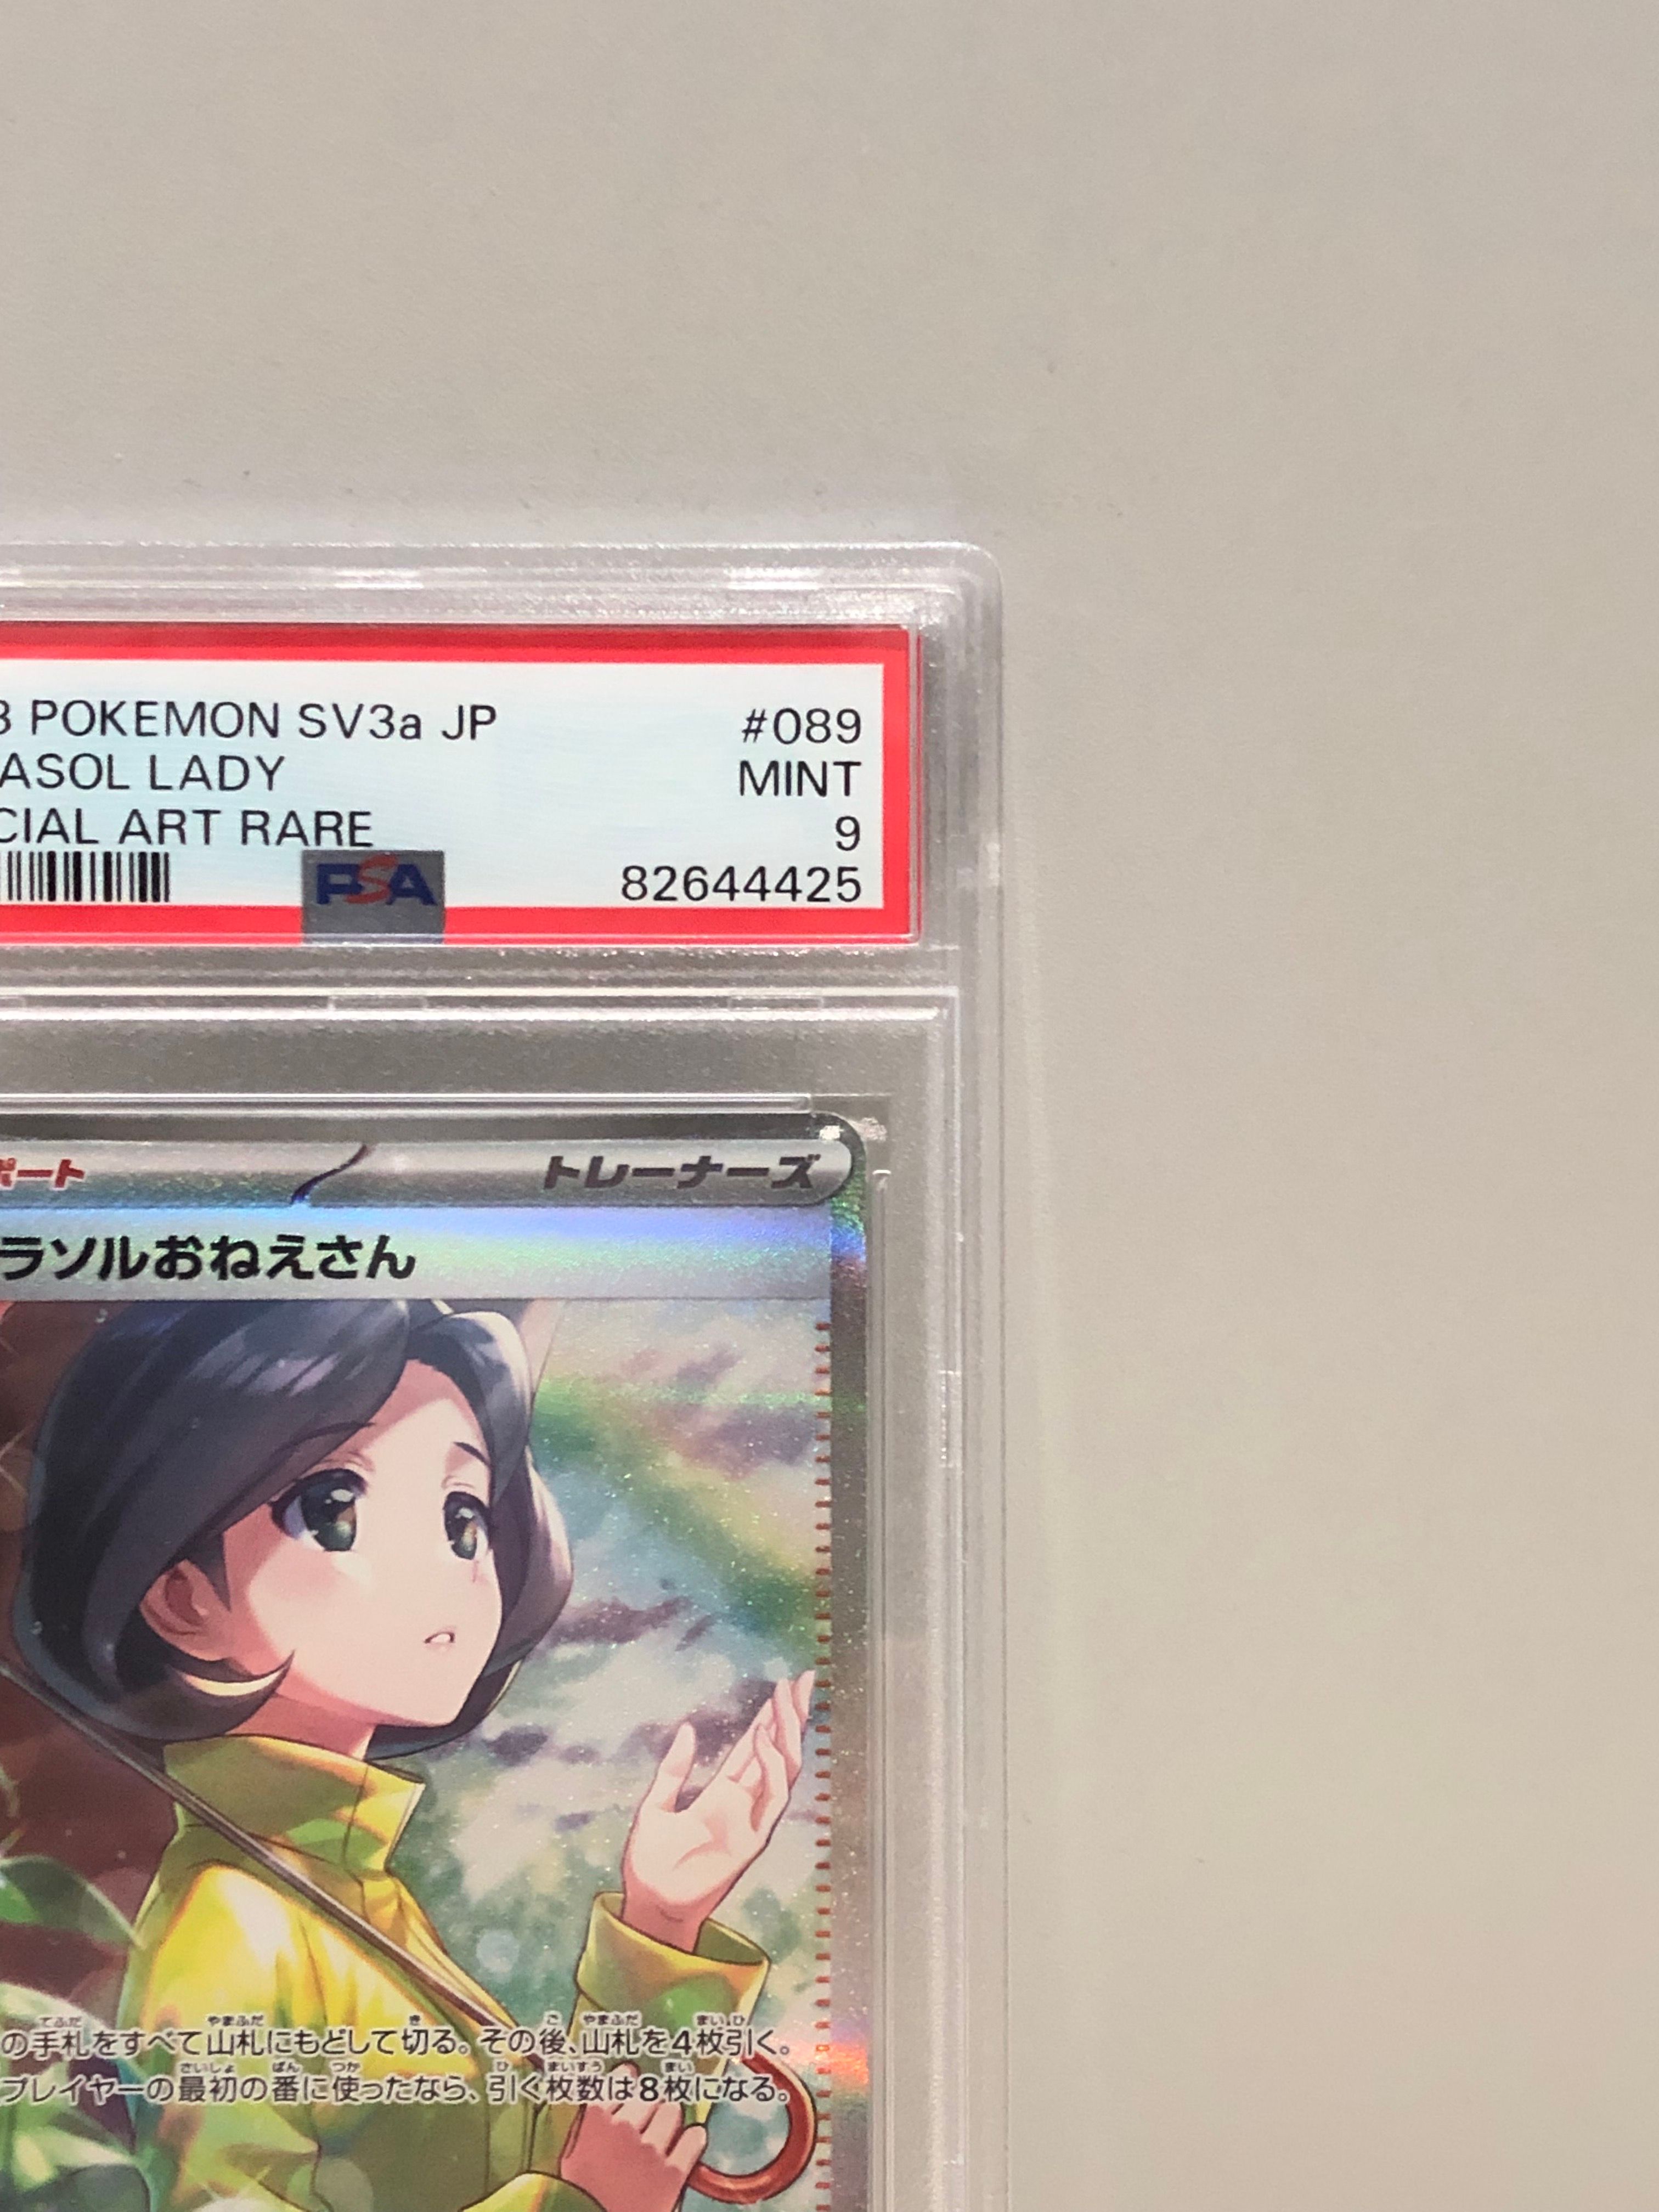 3 POKEMON SV3a JP #089
ASOL LADY MINT
CIAL ART RARE 9
PSA 82644425
ポート トレーナーズ
ラソルおねえさん
の手札をすべて山札にもどして切る。その後、山札を4枚引く。
プレイヤーの最初の番に使ったなら、引く枚数は8枚になる。